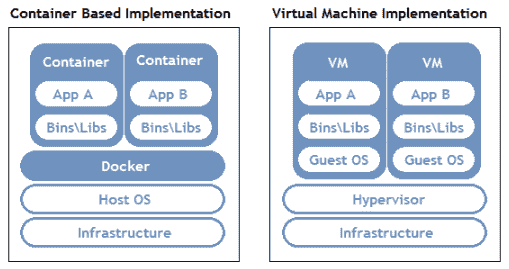 Container Based Implementation
Container Container
App A App B
Bins\Libs Bins\Libs
Docker
Host OS
Infrastructure
Virtual Machine Implementation
VM VM
App A App B
Bins\Libs Bins\Libs
Guest OS Guest OS
Hypervisor
Infrastructure